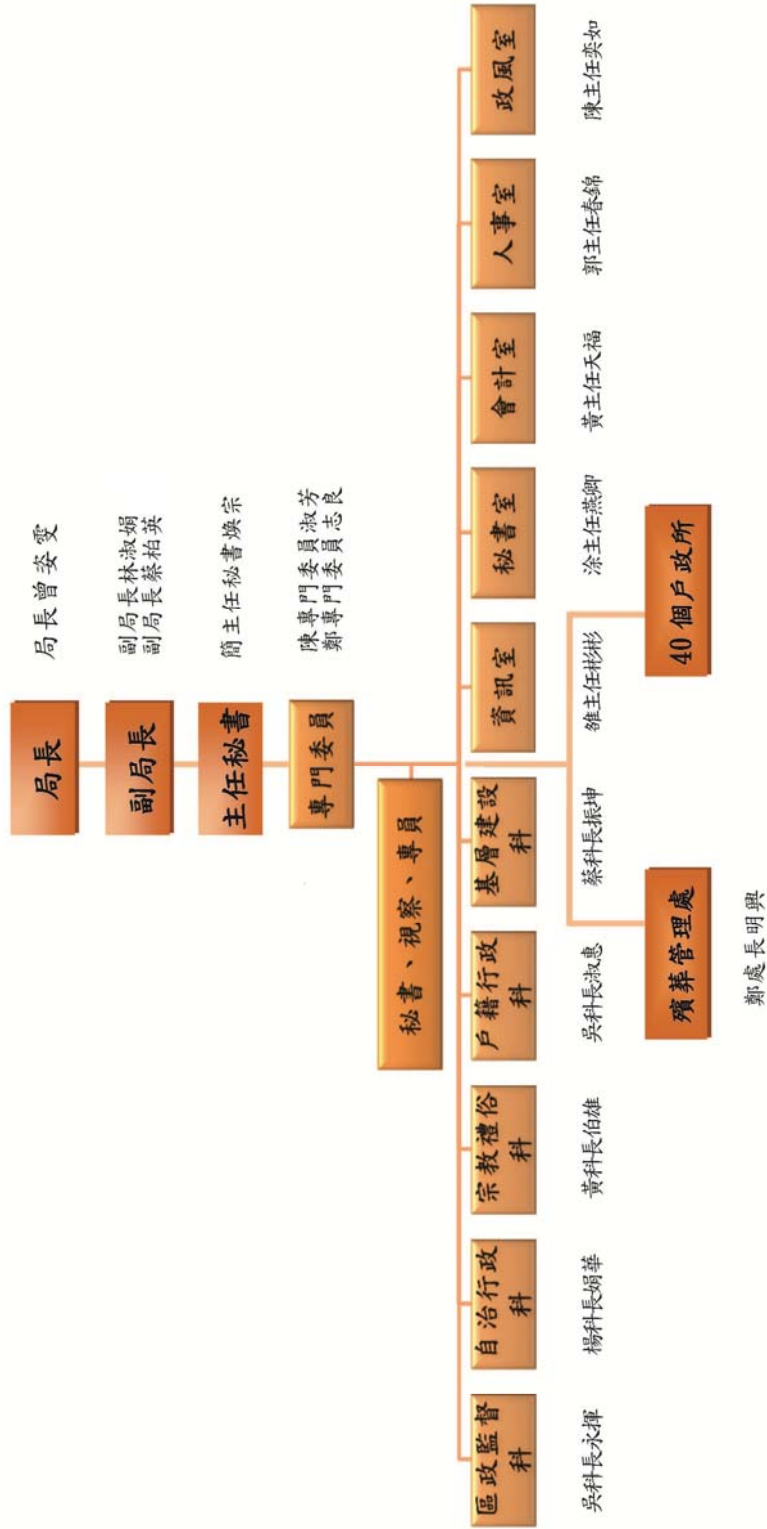 局長
局長曾姿雯
副局長
副局長林淑娟
副局長蔡柏英
主任秘書
簡主任秘書煥宗
專門委員
陳專門委員淑芳
鄭專門委員志良
秘書、視察、專員
區政監督
科
吳科長永揮
自治行政
科
楊科長娟華
宗教禮俗
科
黃科長伯雄
戶籍行政
科
吳科長淑惠
基層建設
科
蔡科長振坤
資訊室
雒主任彬彬
秘書室
涂主任燕卿
會計室
黃主任天福
人事室
郭主任春錦
政風室
陳主任奕如
殯葬管理處
鄭處長明興
40 個戶政所